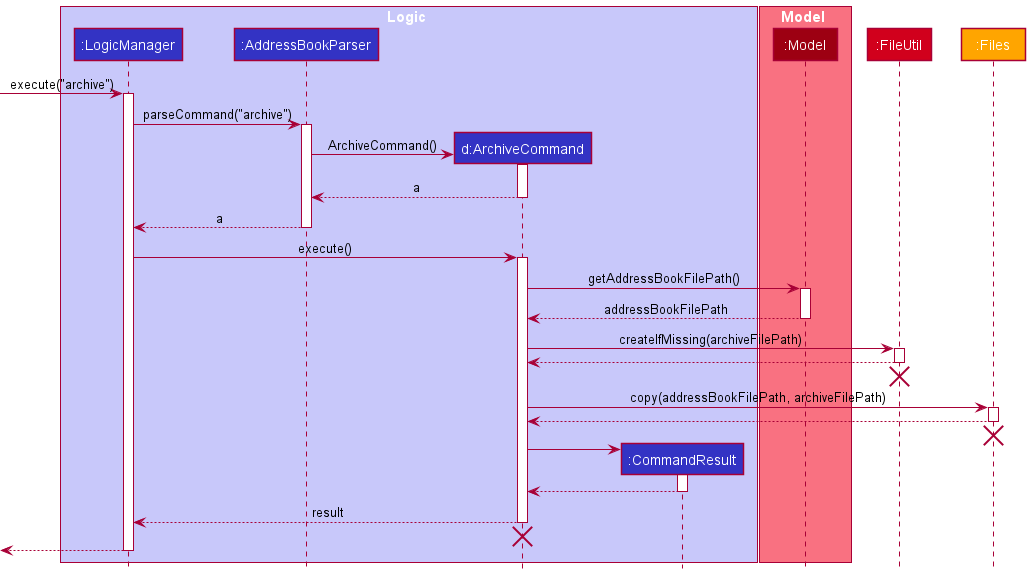 Logic
Model
:LogicManager
:AddressBookParser
:Model
:FileUtil
:Files
execute("archive")
parseCommand("archive")
ArchiveCommand()
d:ArchiveCommand
a
a
execute()
getAddressBookFilePath()
addressBookFilePath
createIfMissing(archiveFilePath)
copy(addressBookFilePath, archiveFilePath)
:CommandResult
result